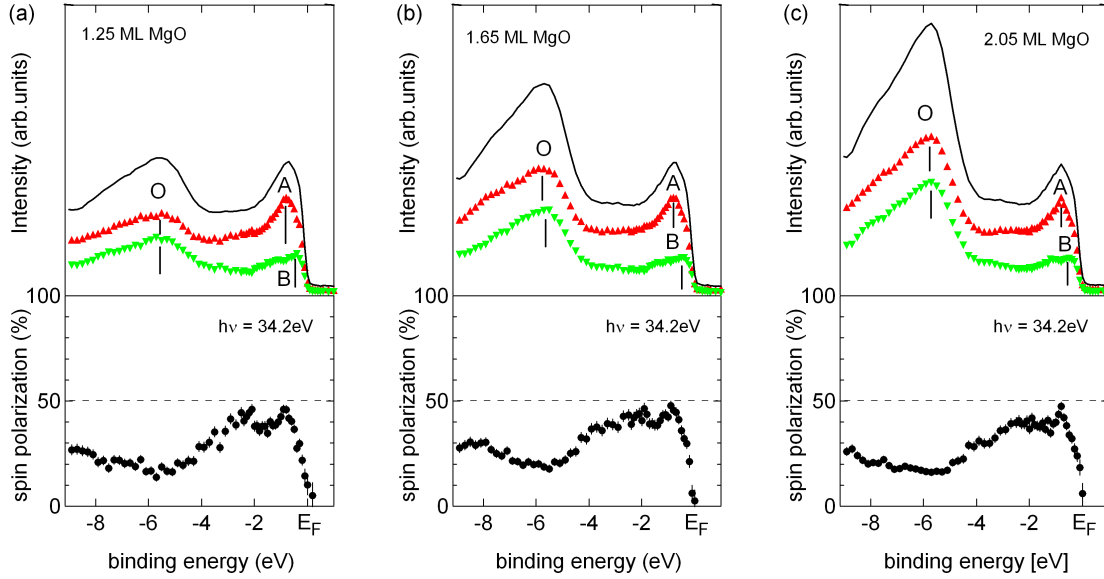 (a)
1.25 ML MgO
Intensity (arb.units)
O
A
B
100
hν = 34.2eV
spin polarization (%)
50
0
-8 -6 -4 -2 E_F
binding energy (eV)
(b)
1.65 ML MgO
Intensity (arb.units)
O
A
B
100
hν = 34.2eV
spin polarization (%)
50
0
-8 -6 -4 -2 E_F
binding energy (eV)
(c)
2.05 ML MgO
Intensity (arb.units)
O
A
B
100
hν = 34.2eV
spin polarization (%)
50
0
-8 -6 -4 -2 E_F
binding energy [eV]